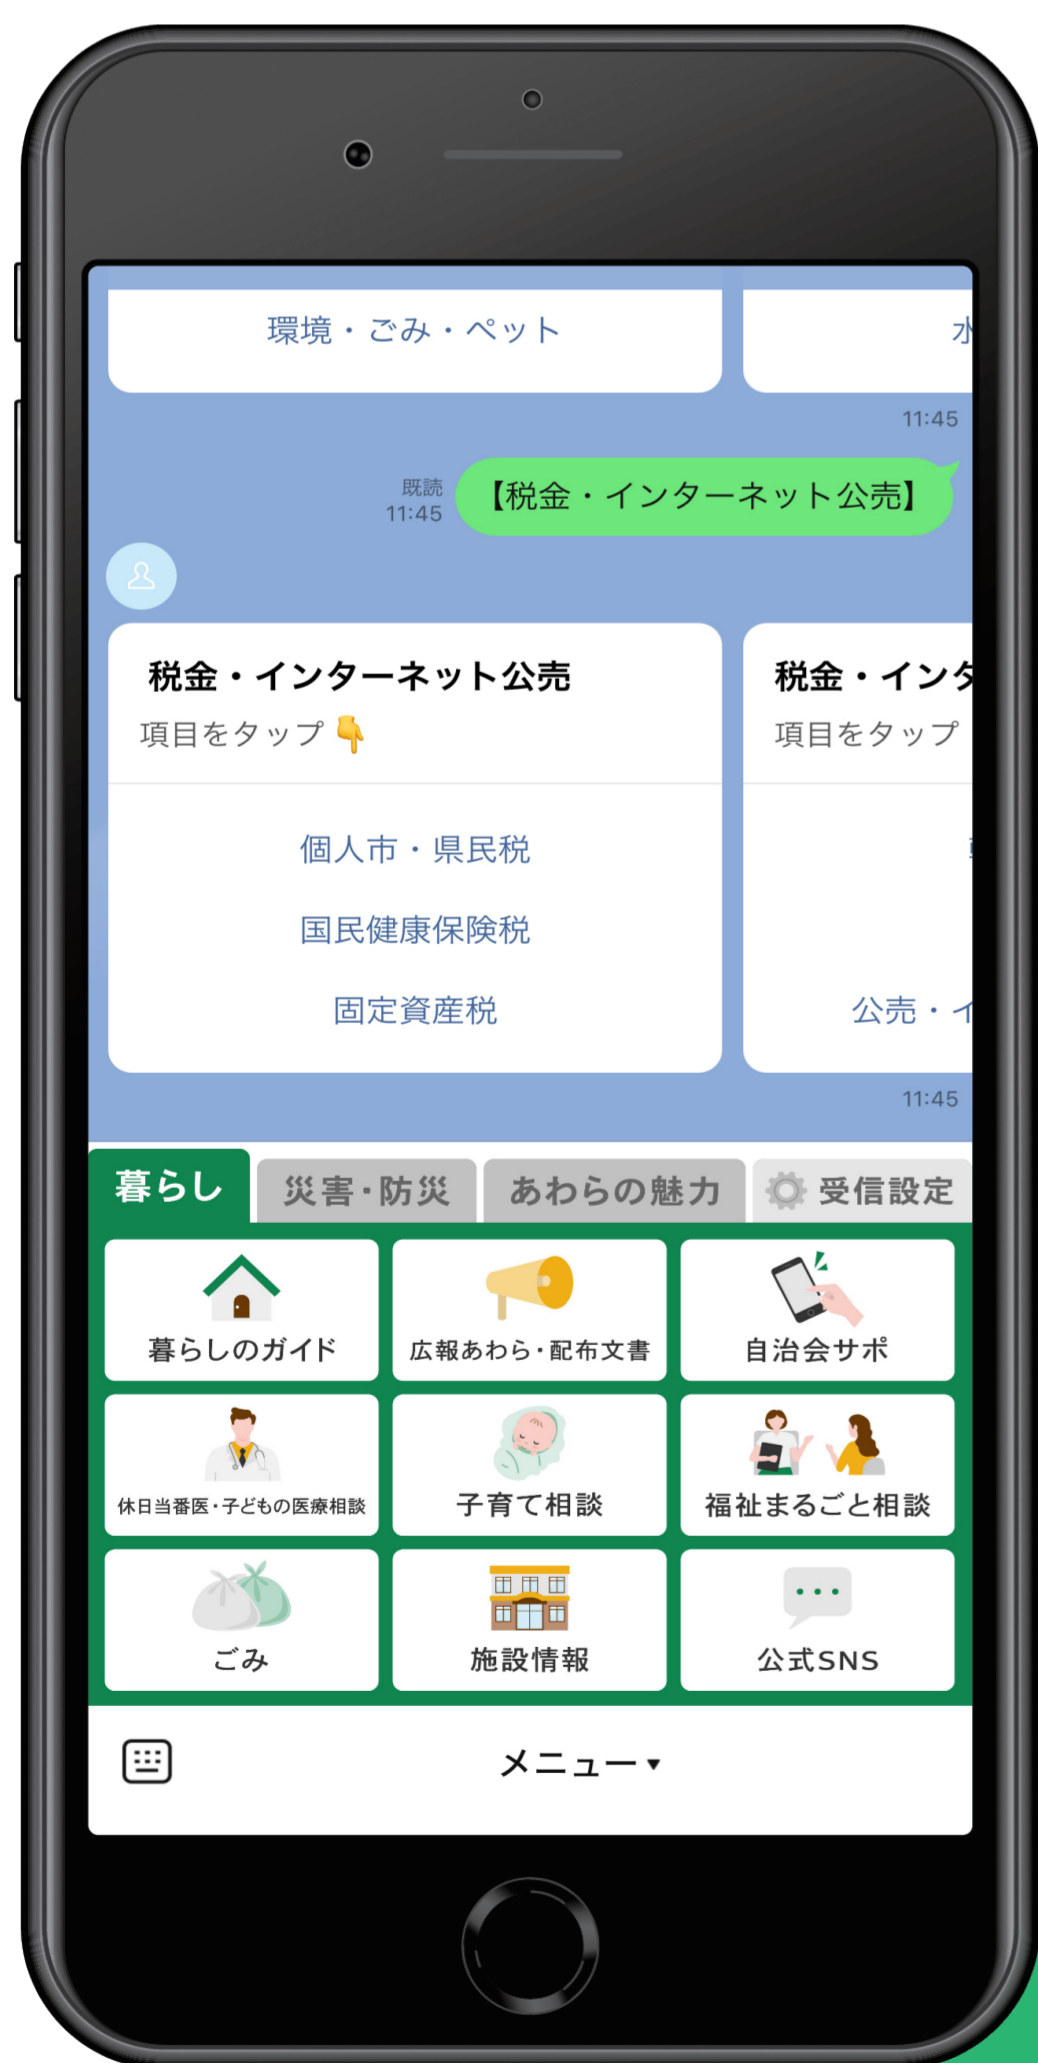 環境・ごみ・ペット
水
11:45
既読
11:45
【税金・インターネット公売】
税金・インターネット公売
項目をタップ👇
個人市・県民税
国民健康保険税
固定資産税
税金・インタ
項目をタップ
公売・イ
11:45
暮らし
災害・防災
あわらの魅力
受信設定
暮らしのガイド
広報あわら・配布文書
自治会サポ
休日当番医・子どもの医療相談
子育て相談
福祉まるごと相談
ごみ
施設情報
公式SNS
メニュー▼